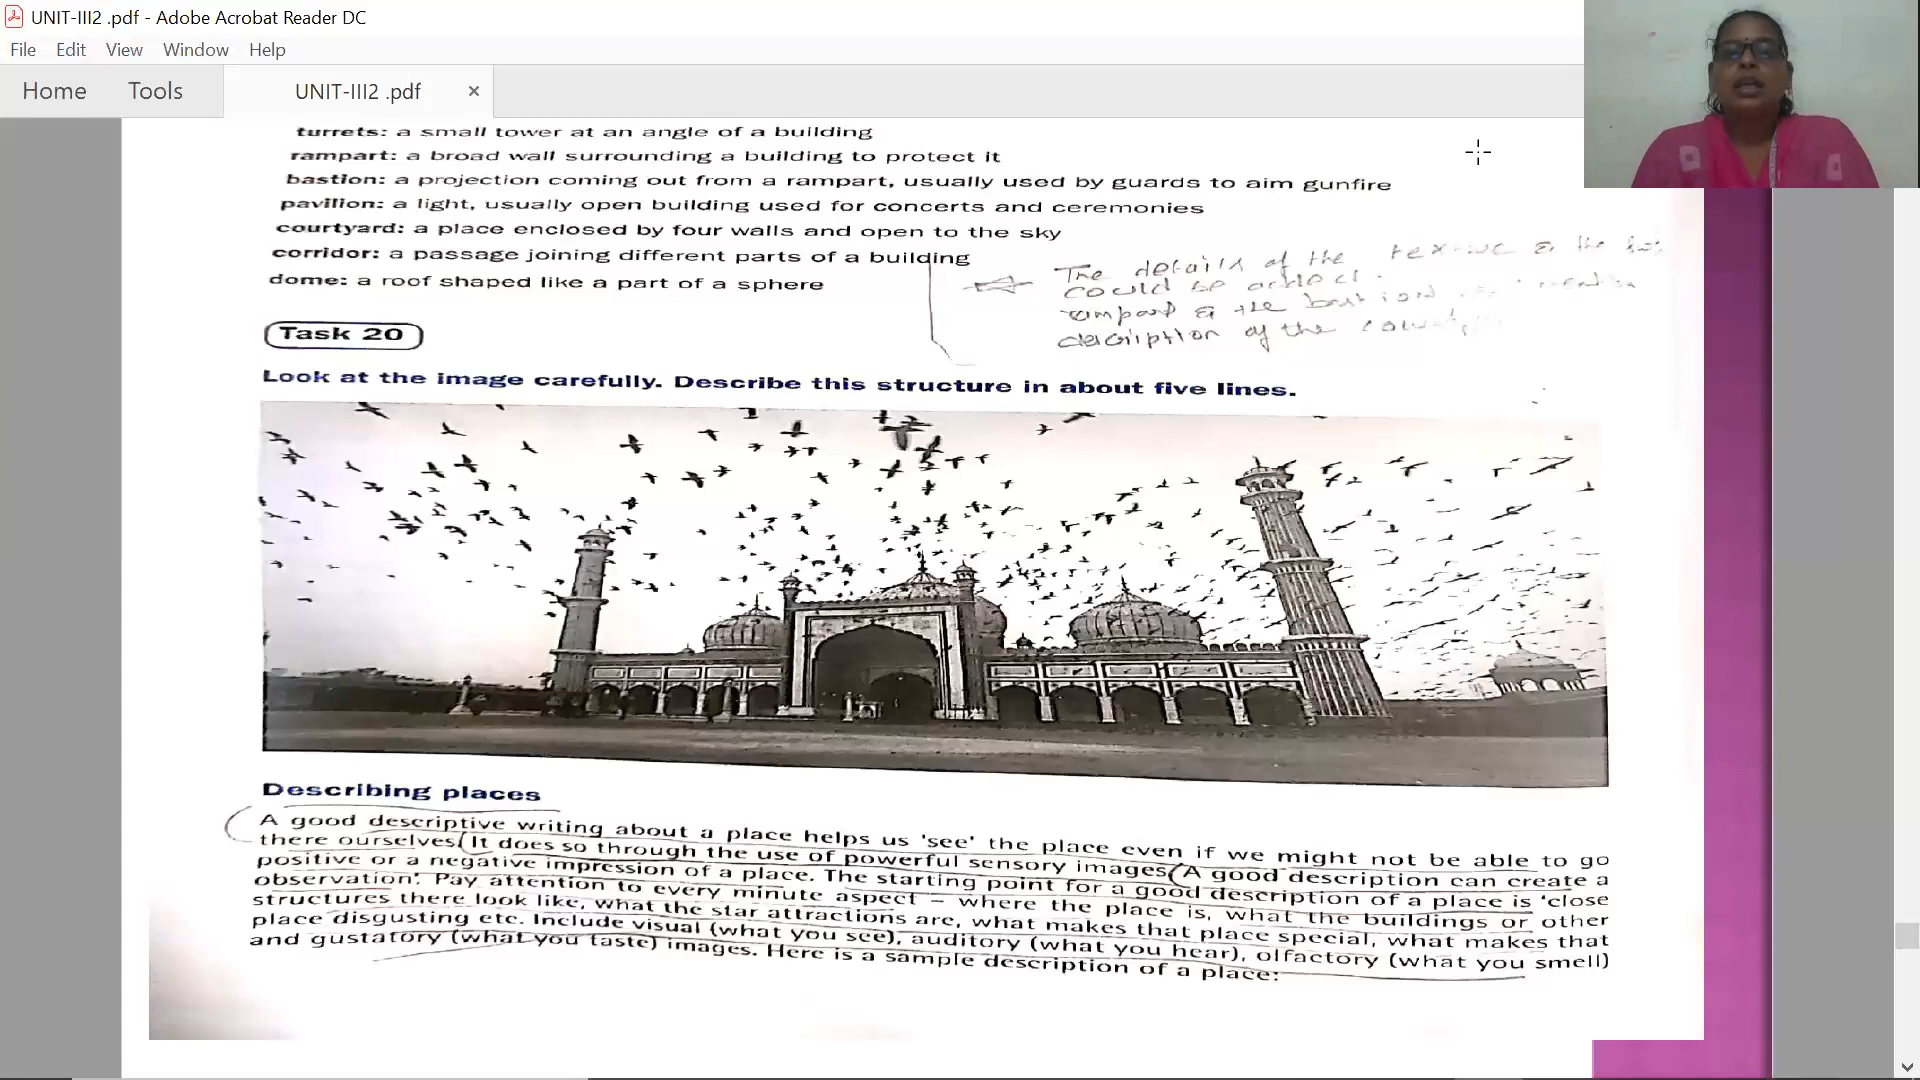 UNIT-III2 .pdf - Adobe Acrobat Reader DC
File Edit View Window Help
Home Tools UNIT-III2 .pdf ×
turrets: a small tower at an angle of a building
rampart: a broad wall surrounding a building to protect it
bastion: a projection coming out from a rampart, usually used by guards to aim gunfire
pavilion: a light, usually open building used for concerts and ceremonies
courtyard: a place enclosed by four walls and open to the sky
corridor: a passage joining different parts of a building
dome: a roof shaped like a part of a sphere
The details of the texture & the
could be added
rampart & the bastion
description of the
Task 20
Look at the image carefully. Describe this structure in about five lines.
Describing places
A good descriptive writing about a place helps us 'see' the place even if we might not be able to go
there ourselves. It does so through the use of powerful sensory images. A good description can create a
positive or a negative impression of a place. The starting point for a good description of a place is 'close
observation'. Pay attention to every minute aspect – where the place is, what the buildings or other
structures there look like, what the star attractions are, what makes that place special, what makes that
place disgusting etc. Include visual (what you see), auditory (what you hear), olfactory (what you smell)
and gustatory (what you taste) images. Here is a sample description of a place: